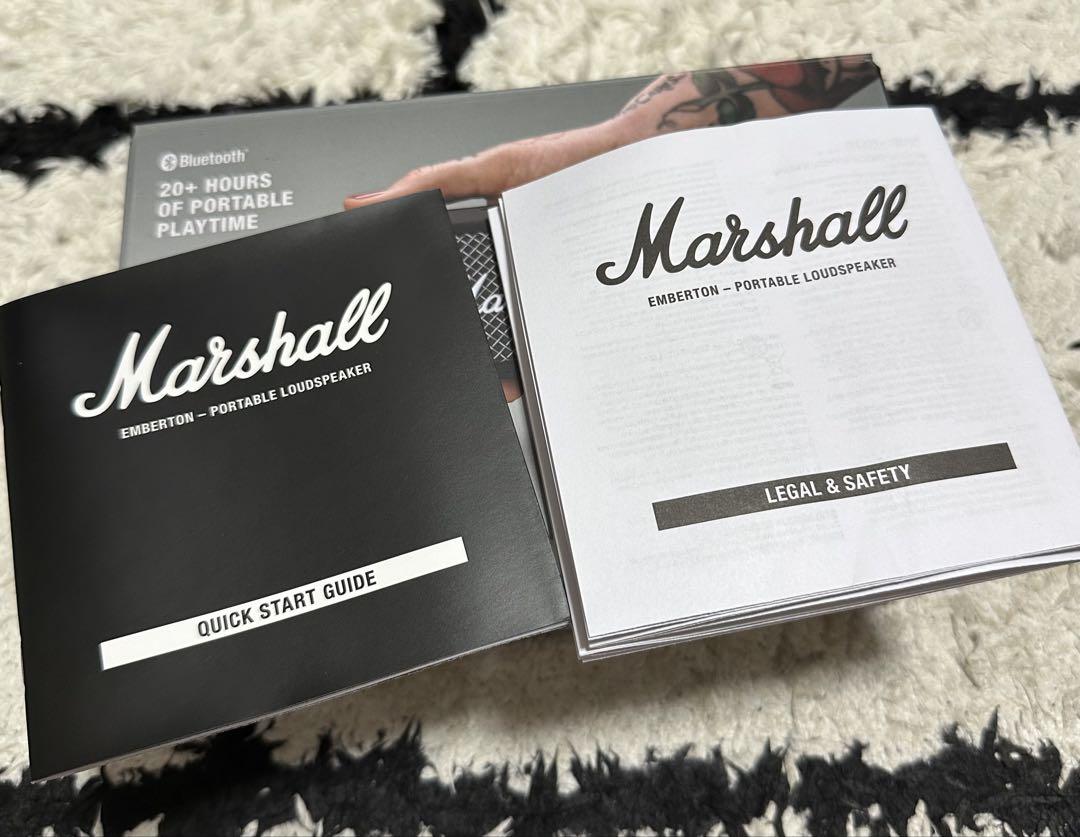 Bluetooth
20+ HOURS
OF PORTABLE
PLAYTIME
Marshall
EMBERTON – PORTABLE LOUDSPEAKER
QUICK START GUIDE
Marshall
EMBERTON – PORTABLE LOUDSPEAKER
LEGAL & SAFETY